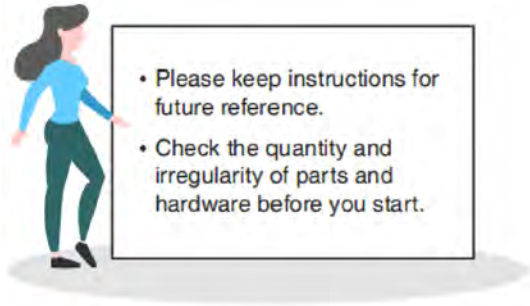 • Please keep instructions for
future reference.
• Check the quantity and
irregularity of parts and
hardware before you start.